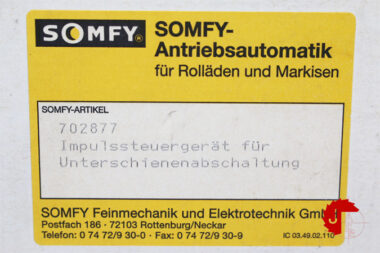 SOMFY®
SOMFY-
Antriebsautomatik
für Rolläden und Markisen
SOMFY-ARTIKEL
702877
Impulssteuergerät für
Unterschienenabschaltung
SOMFY Feinmechanik und Elektrotechnik GmbH
Postfach 186 · 72103 Rottenburg/Neckar
Telefon: 0 74 72/9 30-0 · Fax: 0 74 72/9 30-9
IC 03.49.02.110